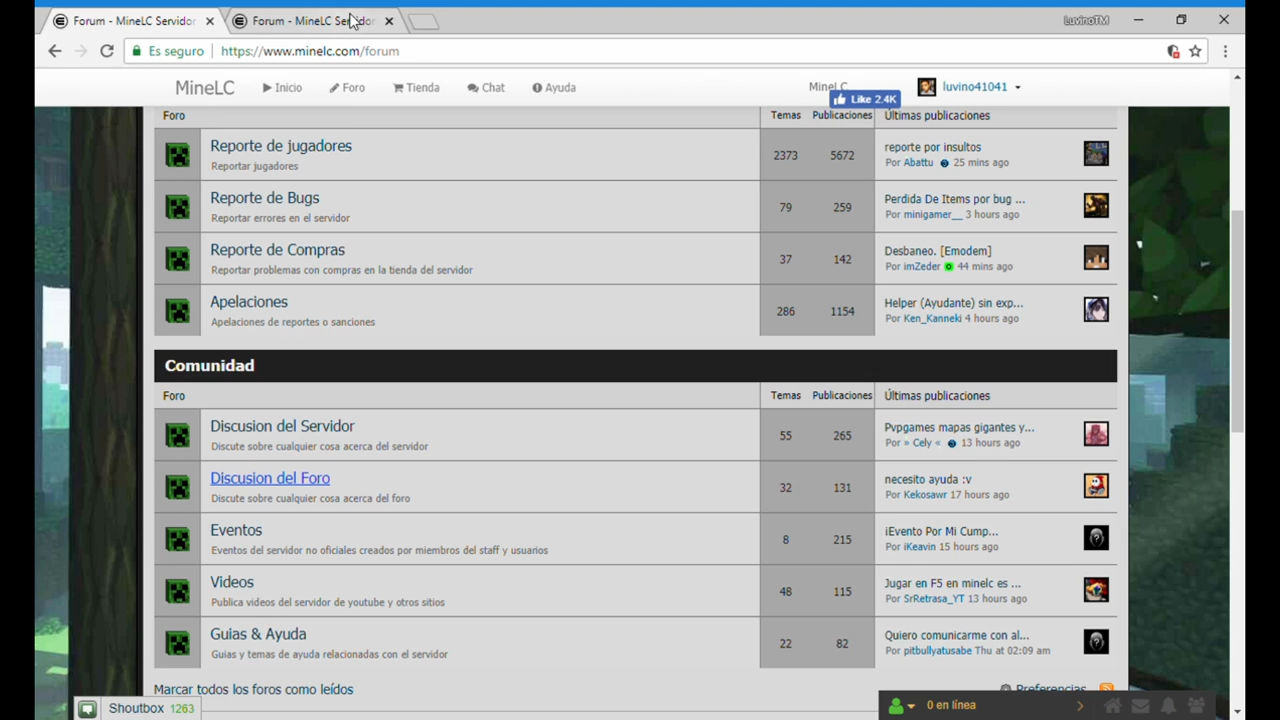 Forum - MineLC Servidor
Forum - MineLC Servidor
LuvinoTM
Es seguro
https://www.minelc.com/forum
MineLC
Inicio
Foro
Tienda
Chat
Ayuda
MineLC
Like 2.4K
luvino41041
Foro Temas Publicaciones Últimas publicaciones
Reporte de jugadores
Reportar jugadores
2373 5672
reporte por insultos
Por Abattu 25 mins ago
Reporte de Bugs
Reportar errores en el servidor
79 259
Perdida De Items por bug ...
Por minigamer__ 3 hours ago
Reporte de Compras
Reportar problemas con compras en la tienda del servidor
37 142
Desbaneo. [Emodem]
Por imZeder 44 mins ago
Apelaciones
Apelaciones de reportes o sanciones
286 1154
Helper (Ayudante) sin exp...
Por Ken_Kanneki 4 hours ago
Comunidad
Foro Temas Publicaciones Últimas publicaciones
Discusion del Servidor
Discute sobre cualquier cosa acerca del servidor
55 265
Pvpgames mapas gigantes y...
Por » Cely « 13 hours ago
Discusion del Foro
Discute sobre cualquier cosa acerca del foro
32 131
necesito ayuda :v
Por Kekosawr 17 hours ago
Eventos
Eventos del servidor no oficiales creados por miembros del staff y usuarios
8 215
iEvento Por Mi Cump...
Por iKeavin 15 hours ago
Videos
Publica videos del servidor de youtube y otros sitios
48 115
Jugar en F5 en minelc es ...
Por SrRetrasa_YT 13 hours ago
Guias & Ayuda
Guias y temas de ayuda relacionadas con el servidor
22 82
Quiero comunicarme con al...
Por pitbullyatusabe Thu at 02:09 am
Marcar todos los foros como leídos
Preferencias
Shoutbox 1263
0 en línea